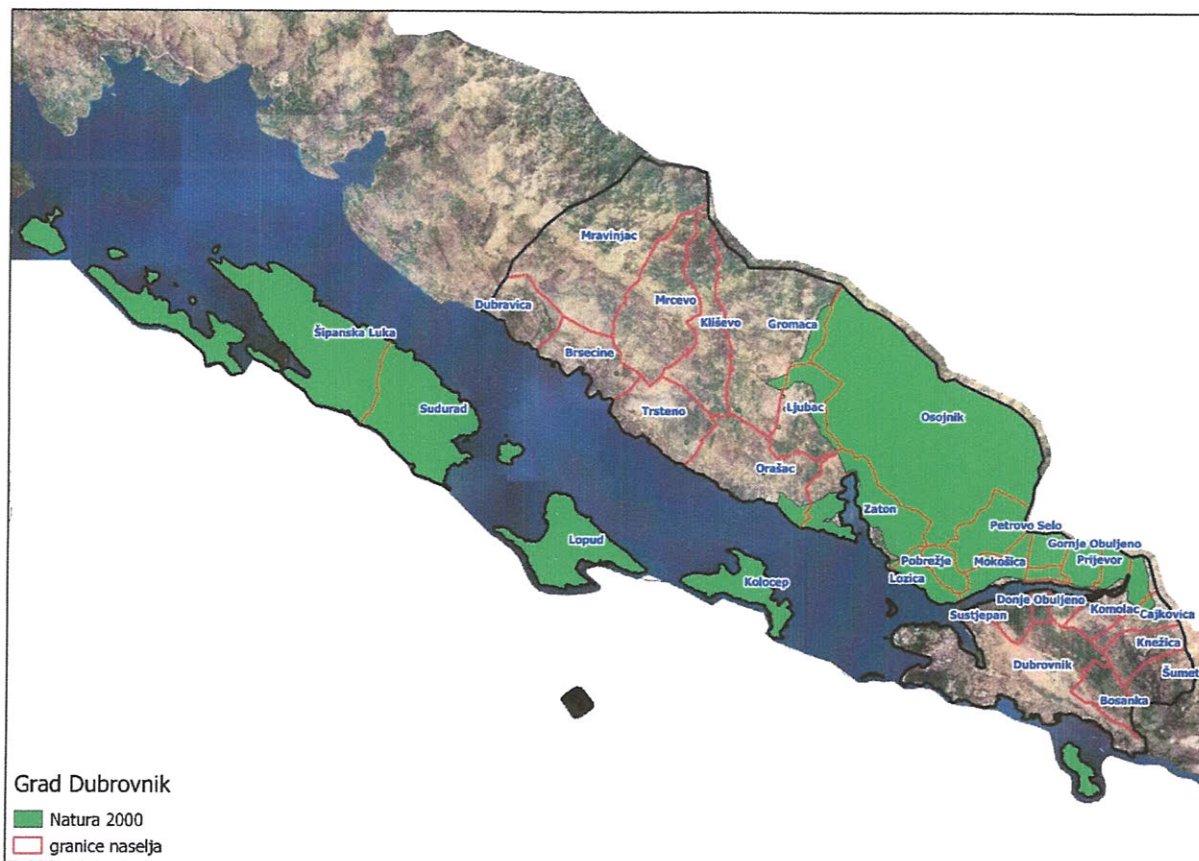 Mravinjac
Dubravica
Mrcevo
Kliševo
Gromaca
Šipanska Luka
Brsecine
Sudurad
Trsteno
Ljubac
Osojnik
Orašac
Zaton
Petrovo Selo
Lopud
Gornje Obuljeno
Pobrežje
Mokošica
Prijevor
Kolocep
Lozica
Donje Obuljeno
Komolac
Sustjepan
Cajkovica
Knežica
Dubrovnik
Šumet
Bosanka
Grad Dubrovnik
Natura 2000
granice naselja